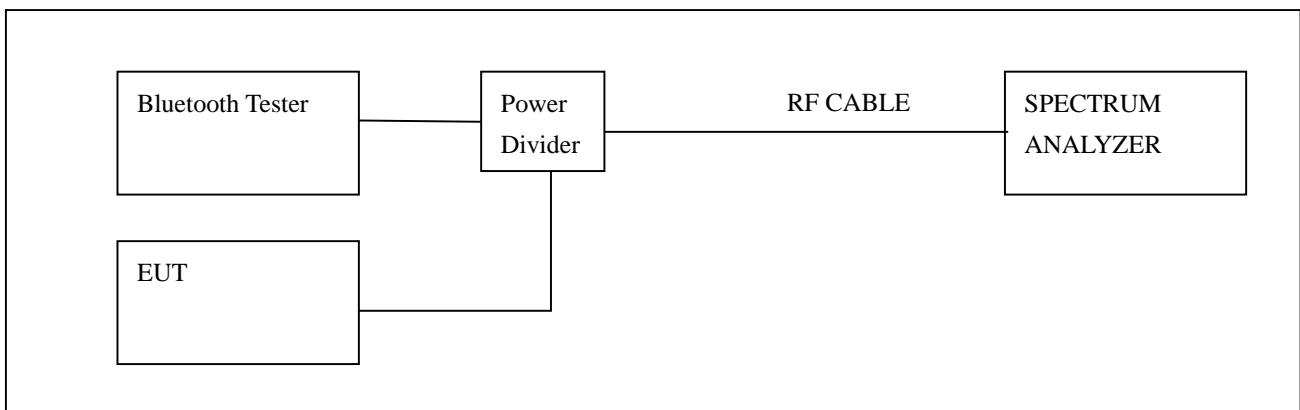 Bluetooth Tester
Power
Divider
RF CABLE
SPECTRUM
ANALYZER
EUT